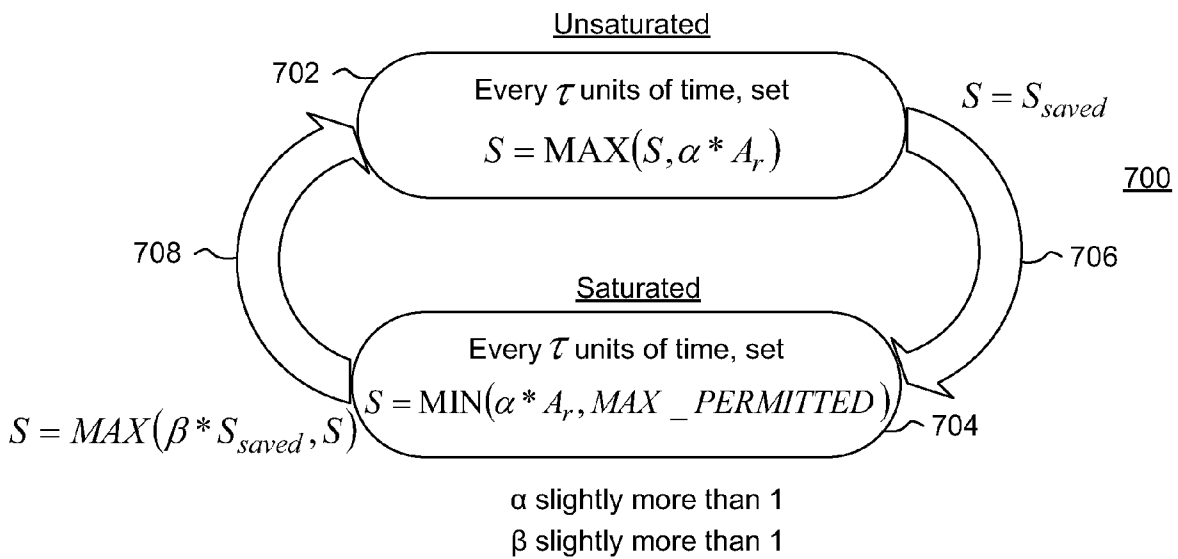 Unsaturated
702
Every τ units of time, set
S = MAX(S, α * A_r)
S = S_saved
700
708
706
Saturated
Every τ units of time, set
S = MIN(α * A_r, MAX _ PERMITTED)
S = MAX(β * S_saved, S)
704
α slightly more than 1
β slightly more than 1